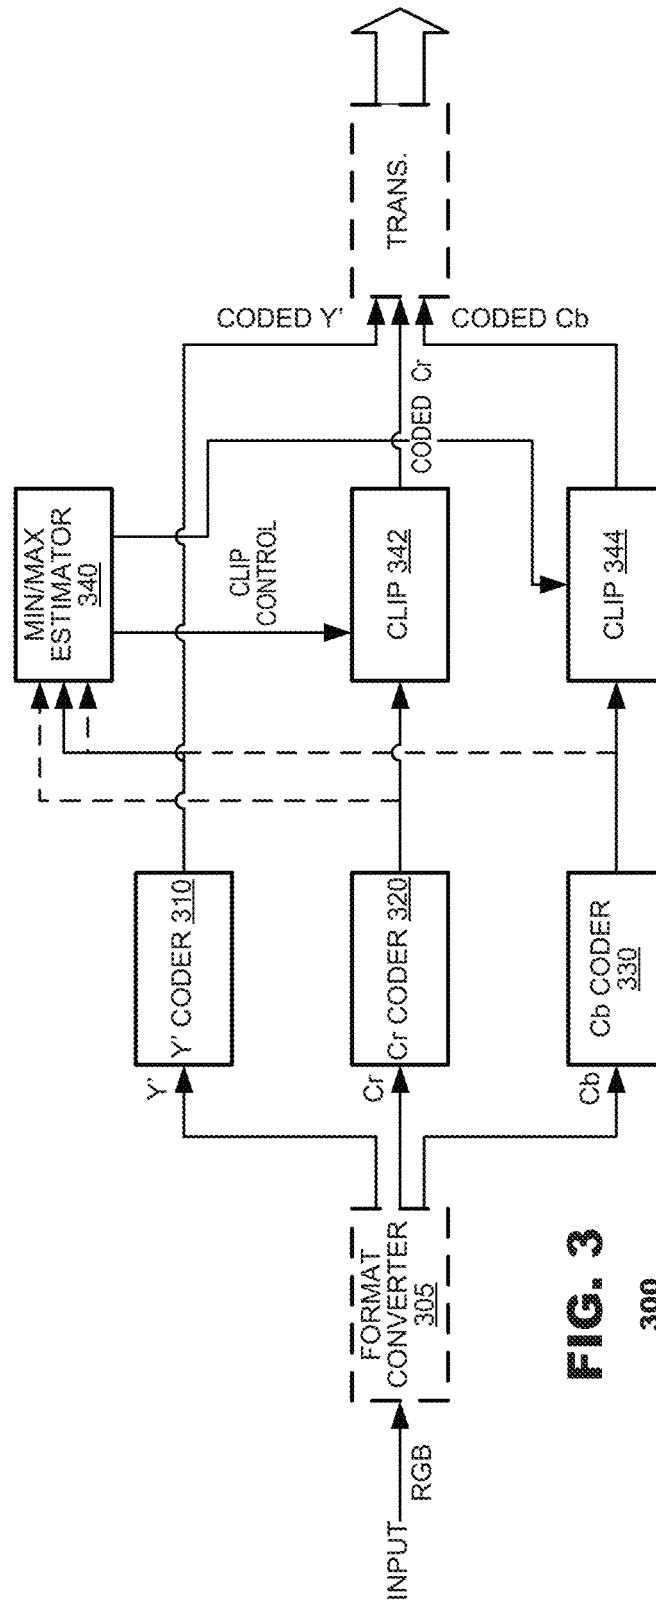 INPUT
RGB
FORMAT
CONVERTER
305
Y'
Cr
Cb
Y' CODER 310
Cr CODER 320
Cb CODER
330
MIN/MAX
ESTIMATOR
340
CLIP
CONTROL
CLIP 342
CLIP 344
CODED Y'
CODED Cr
CODED Cb
TRANS.
FIG. 3
300